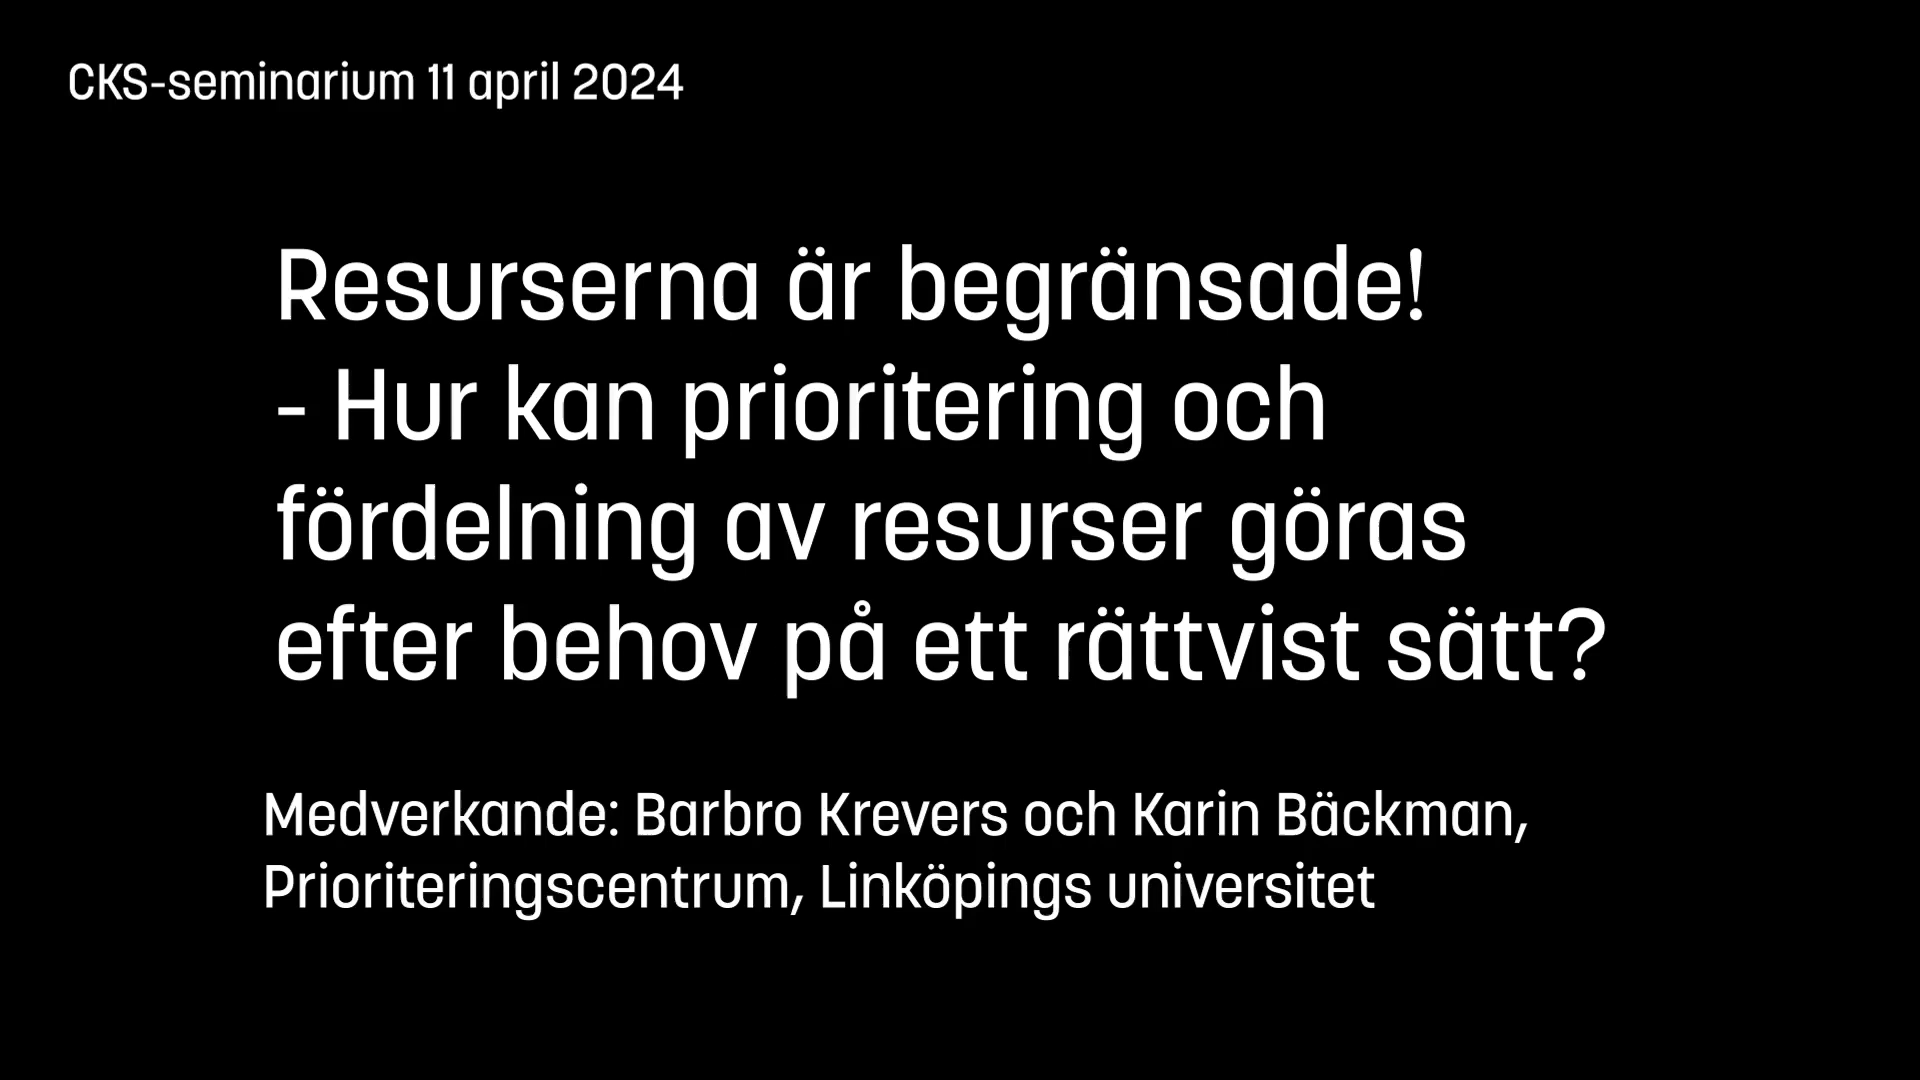 CKS-seminarium 11 april 2024
Resurserna är begränsade!
- Hur kan prioritering och
fördelning av resurser göras
efter behov på ett rättvist sätt?
Medverkande: Barbro Krevers och Karin Bäckman,
Prioriteringscentrum, Linköpings universitet